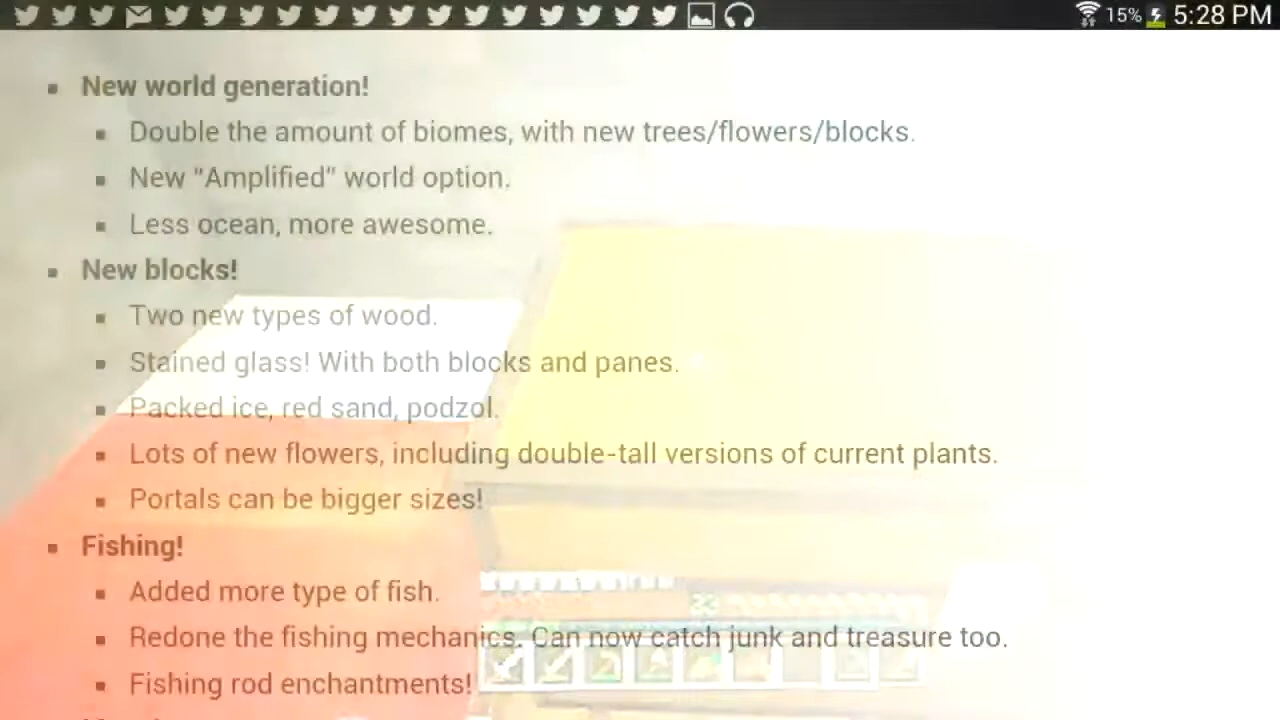 15% 5:28 PM
New world generation!
Double the amount of biomes, with new trees/flowers/blocks.
New "Amplified" world option.
Less ocean, more awesome.
New blocks!
Two new types of wood.
Stained glass! With both blocks and panes.
Packed ice, red sand, podzol.
Lots of new flowers, including double-tall versions of current plants.
Portals can be bigger sizes!
Fishing!
Added more type of fish.
Redone the fishing mechanics. Can now catch junk and treasure too.
Fishing rod enchantments!